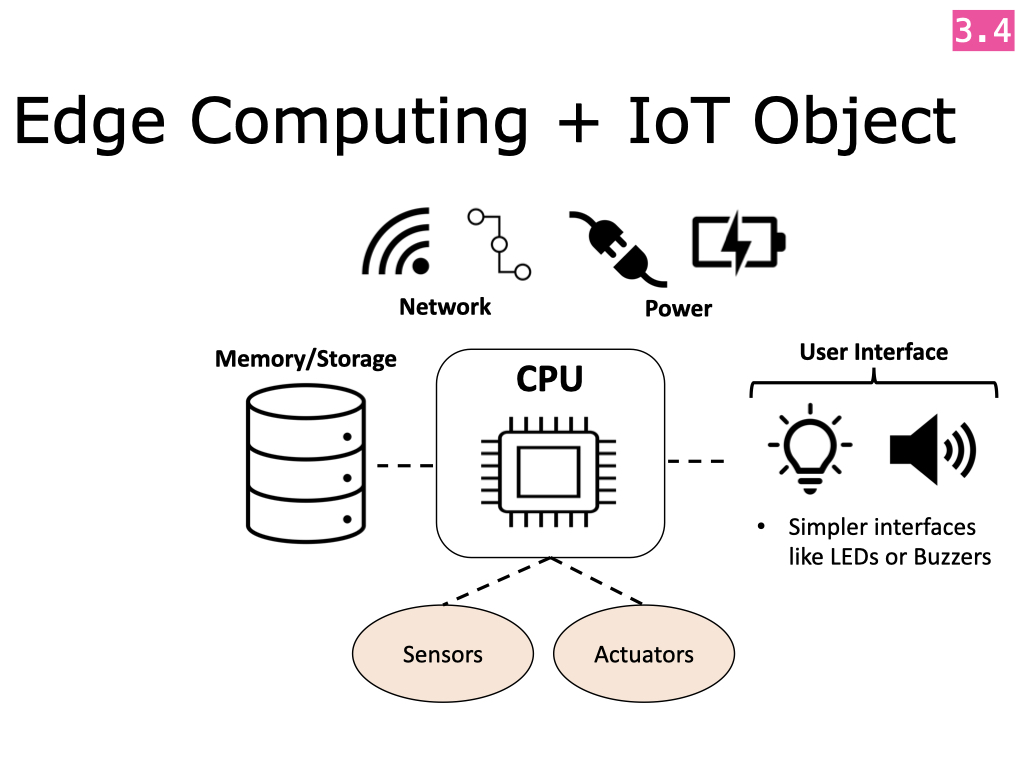 3.4
Edge Computing + IoT Object
Network
Power
Memory/Storage
CPU
User Interface
• Simpler interfaces
like LEDs or Buzzers
Sensors
Actuators